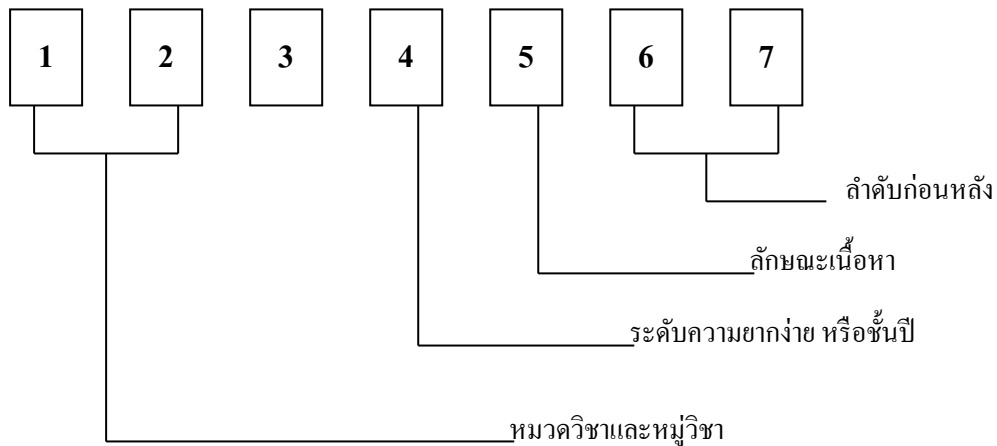 1 2 3 4 5 6 7
ลำดับก่อนหลัง
ลักษณะเนื้อหา
ระดับความยากง่าย หรือชั้นปี
หมวดวิชาและหมู่วิชา